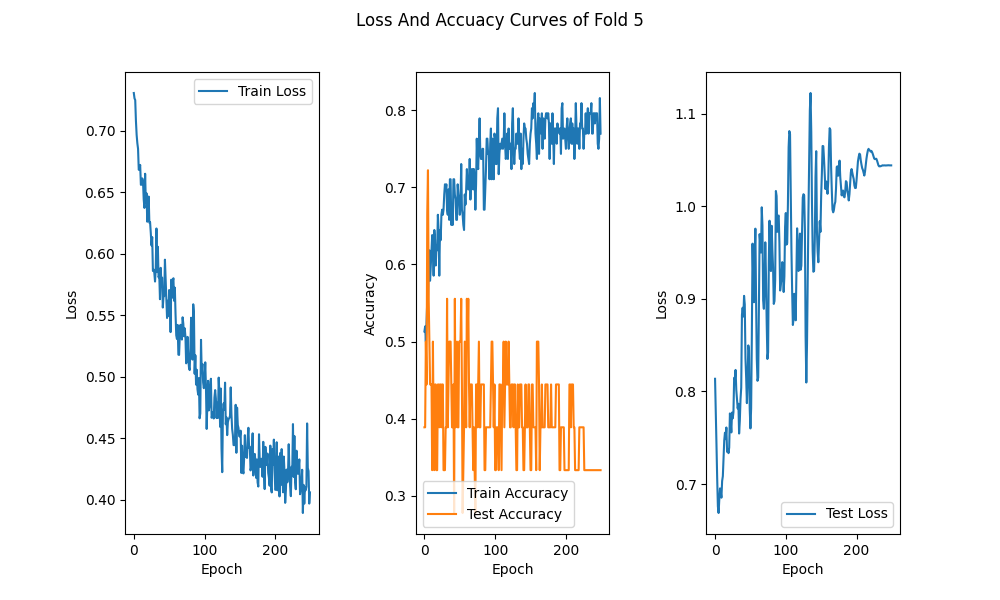 Loss And Accuacy Curves of Fold 5
Loss
0.70
0.65
0.60
0.55
0.50
0.45
0.40
0
100
200
Epoch
Train Loss
Accuracy
0.8
0.7
0.6
0.5
0.4
0.3
0
100
200
Epoch
Train Accuracy
Test Accuracy
Loss
1.1
1.0
0.9
0.8
0.7
0
100
200
Epoch
Test Loss